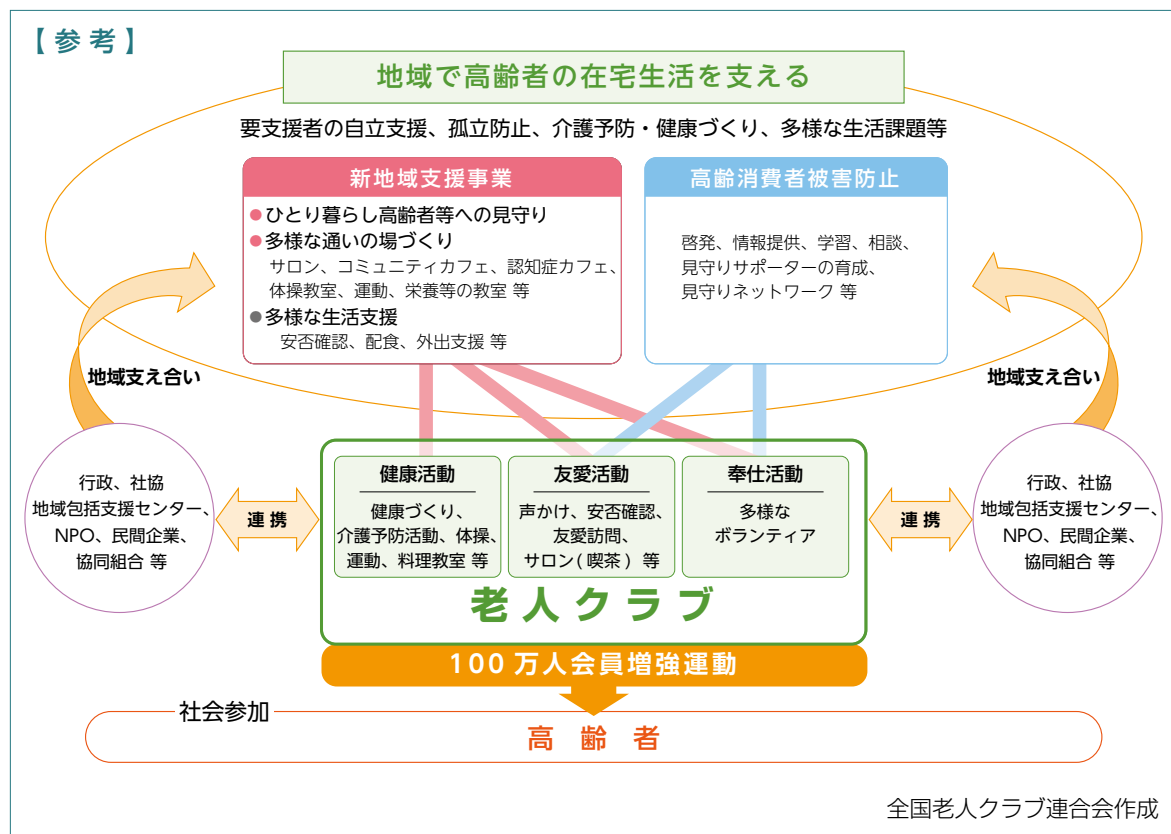 【参考】
地域で高齢者の在宅生活を支える
要支援者の自立支援、孤立防止、介護予防・健康づくり、多様な生活課題等
新地域支援事業
●ひとり暮らし高齢者等への見守り
●多様な通いの場づくり
サロン、コミュニティカフェ、認知症カフェ、
体操教室、運動、栄養等の教室 等
●多様な生活支援
安否確認、配食、外出支援 等
高齢消費者被害防止
啓発、情報提供、学習、相談、
見守りサポーターの育成、
見守りネットワーク 等
地域支え合い
地域支え合い
行政、社協
地域包括支援センター、
NPO、民間企業、
協同組合 等
連携
健康活動
健康づくり、
介護予防活動、体操、
運動、料理教室 等
友愛活動
声かけ、安否確認、
友愛訪問、
サロン(喫茶) 等
奉仕活動
多様な
ボランティア
連携
行政、社協
地域包括支援センター、
NPO、民間企業、
協同組合 等
老人クラブ
100万人会員増強運動
社会参加
高齢者
全国老人クラブ連合会作成